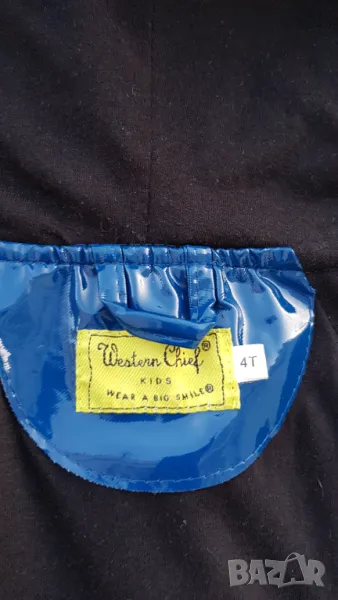 Western Chief®
KIDS
WEAR A BIG SMILE®
4T
BAZAR